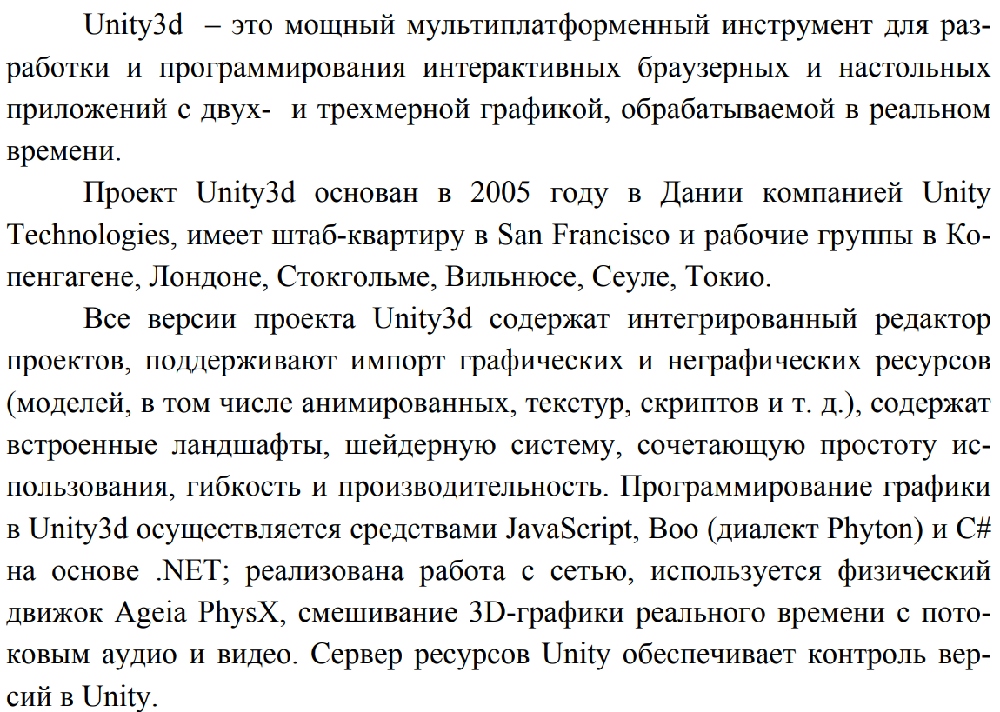 Unity3d – это мощный мультиплатформенный инструмент для раз-
работки и программирования интерактивных браузерных и настольных
приложений с двух- и трехмерной графикой, обрабатываемой в реальном
времени.
Проект Unity3d основан в 2005 году в Дании компанией Unity
Technologies, имеет штаб-квартиру в San Francisco и рабочие группы в Ко-
пенгагене, Лондоне, Стокгольме, Вильнюсе, Сеуле, Токио.
Все версии проекта Unity3d содержат интегрированный редактор
проектов, поддерживают импорт графических и неграфических ресурсов
(моделей, в том числе анимированных, текстур, скриптов и т. д.), содержат
встроенные ландшафты, шейдерную систему, сочетающую простоту ис-
пользования, гибкость и производительность. Программирование графики
в Unity3d осуществляется средствами JavaScript, Boo (диалект Phyton) и C#
на основе .NET; реализована работа с сетью, используется физический
движок Ageia PhysX, смешивание 3D-графики реального времени с пото-
ковым аудио и видео. Сервер ресурсов Unity обеспечивает контроль вер-
сий в Unity.